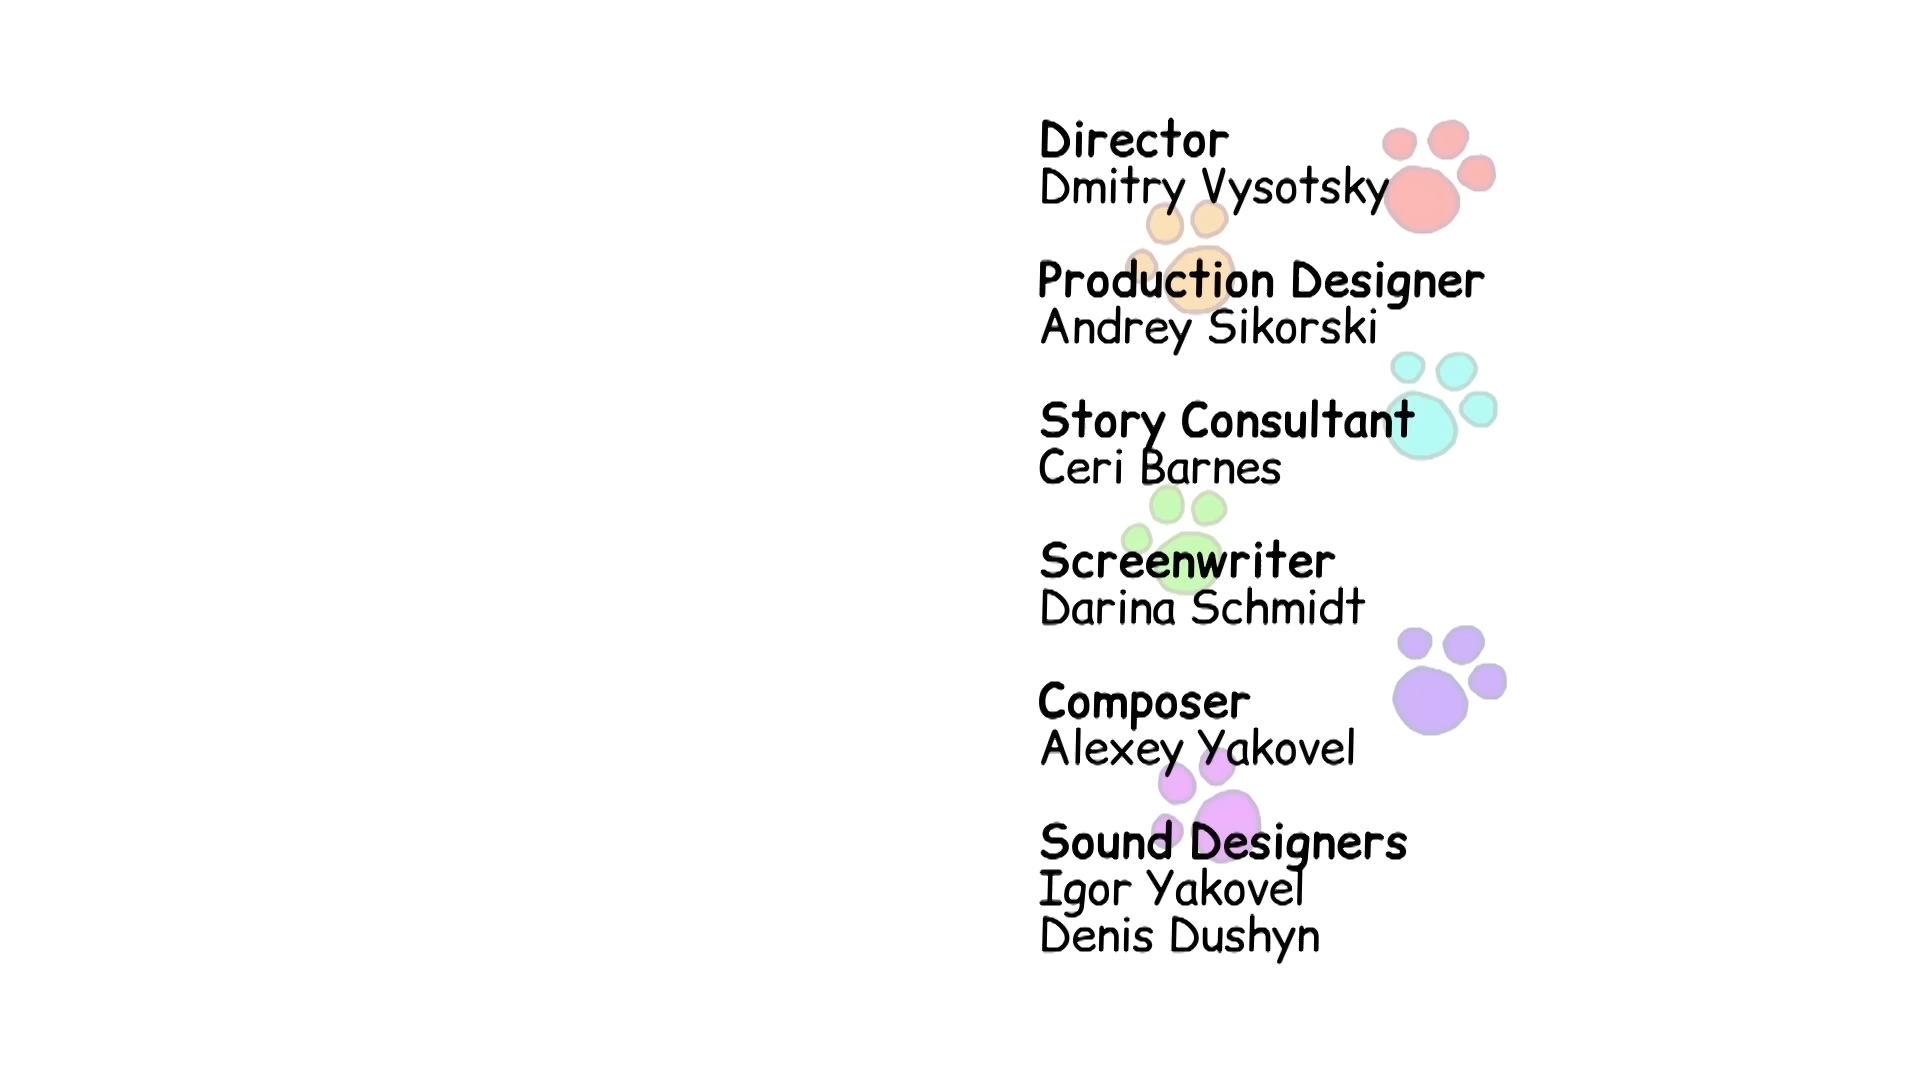 Director
Dmitry Vysotsky
Production Designer
Andrey Sikorski
Story Consultant
Ceri Barnes
Screenwriter
Darina Schmidt
Composer
Alexey Yakovel
Sound Designers
Igor Yakovel
Denis Dushyn